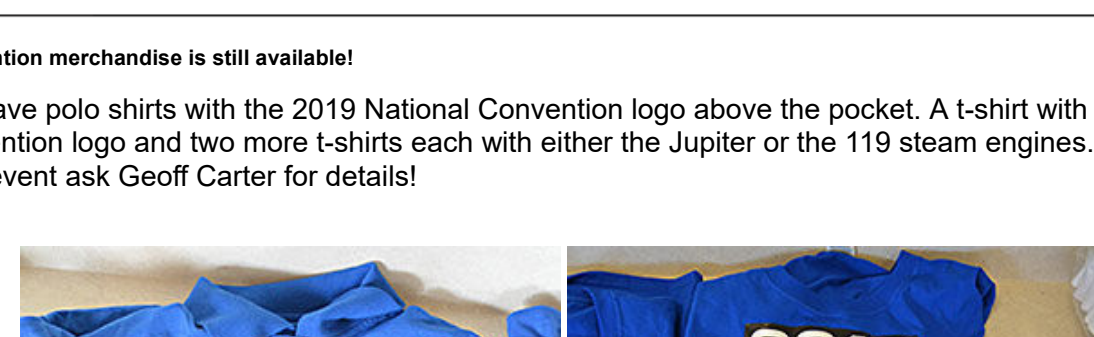 tion merchandise is still available!
ave polo shirts with the 2019 National Convention logo above the pocket. A t-shirt with
ntion logo and two more t-shirts each with either the Jupiter or the 119 steam engines.
event ask Geoff Carter for details!